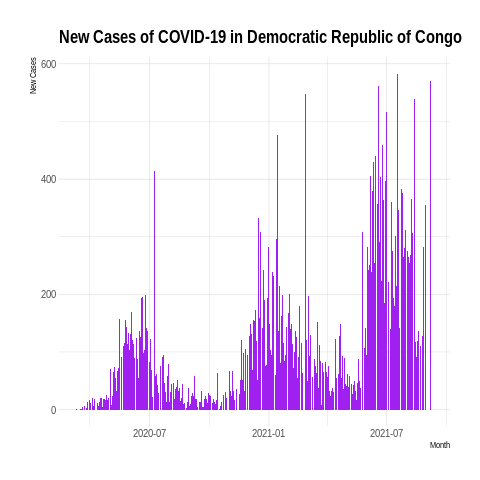 New Cases of COVID-19 in Democratic Republic of Congo
New Cases
600
400
200
0
2020-07
2021-01
2021-07
Month